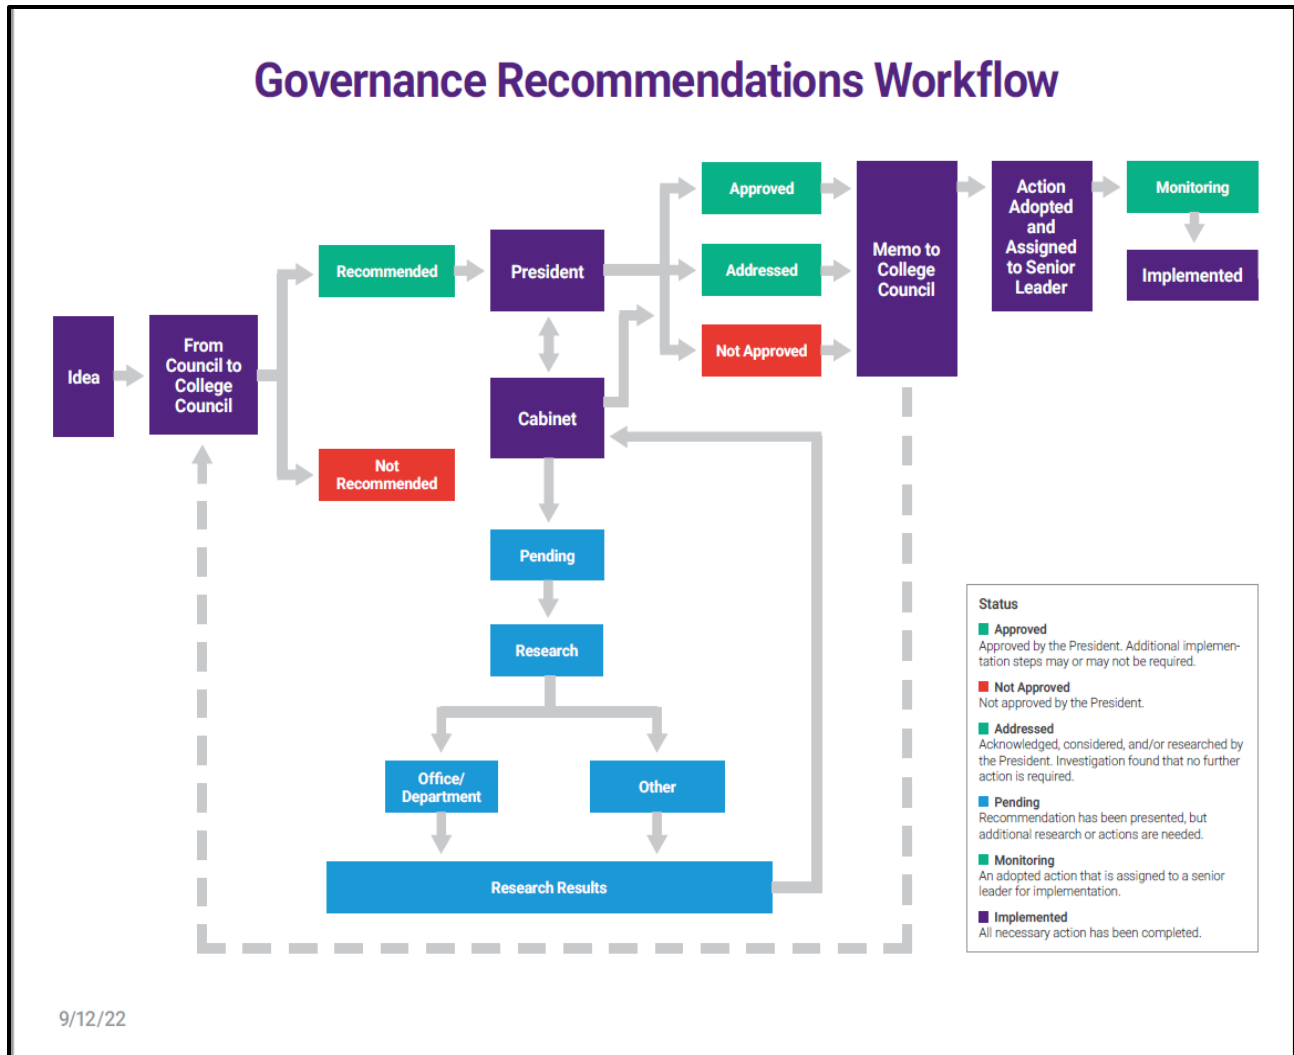 Governance Recommendations Workflow
Idea
From
Council to
College
Council
Recommended
Not
Recommended
President
Cabinet
Pending
Research
Office/
Department
Other
Research Results
Approved
Addressed
Not Approved
Memo to
College
Council
Action
Adopted
and
Assigned
to Senior
Leader
Monitoring
Implemented
Status
Approved
Approved by the President. Additional implemen-
tation steps may or may not be required.
Not Approved
Not approved by the President.
Addressed
Acknowledged, considered, and/or researched by
the President. Investigation found that no further
action is required.
Pending
Recommendation has been presented, but
additional research or actions are needed.
Monitoring
An adopted action that is assigned to a senior
leader for implementation.
Implemented
All necessary action has been completed.
9/12/22